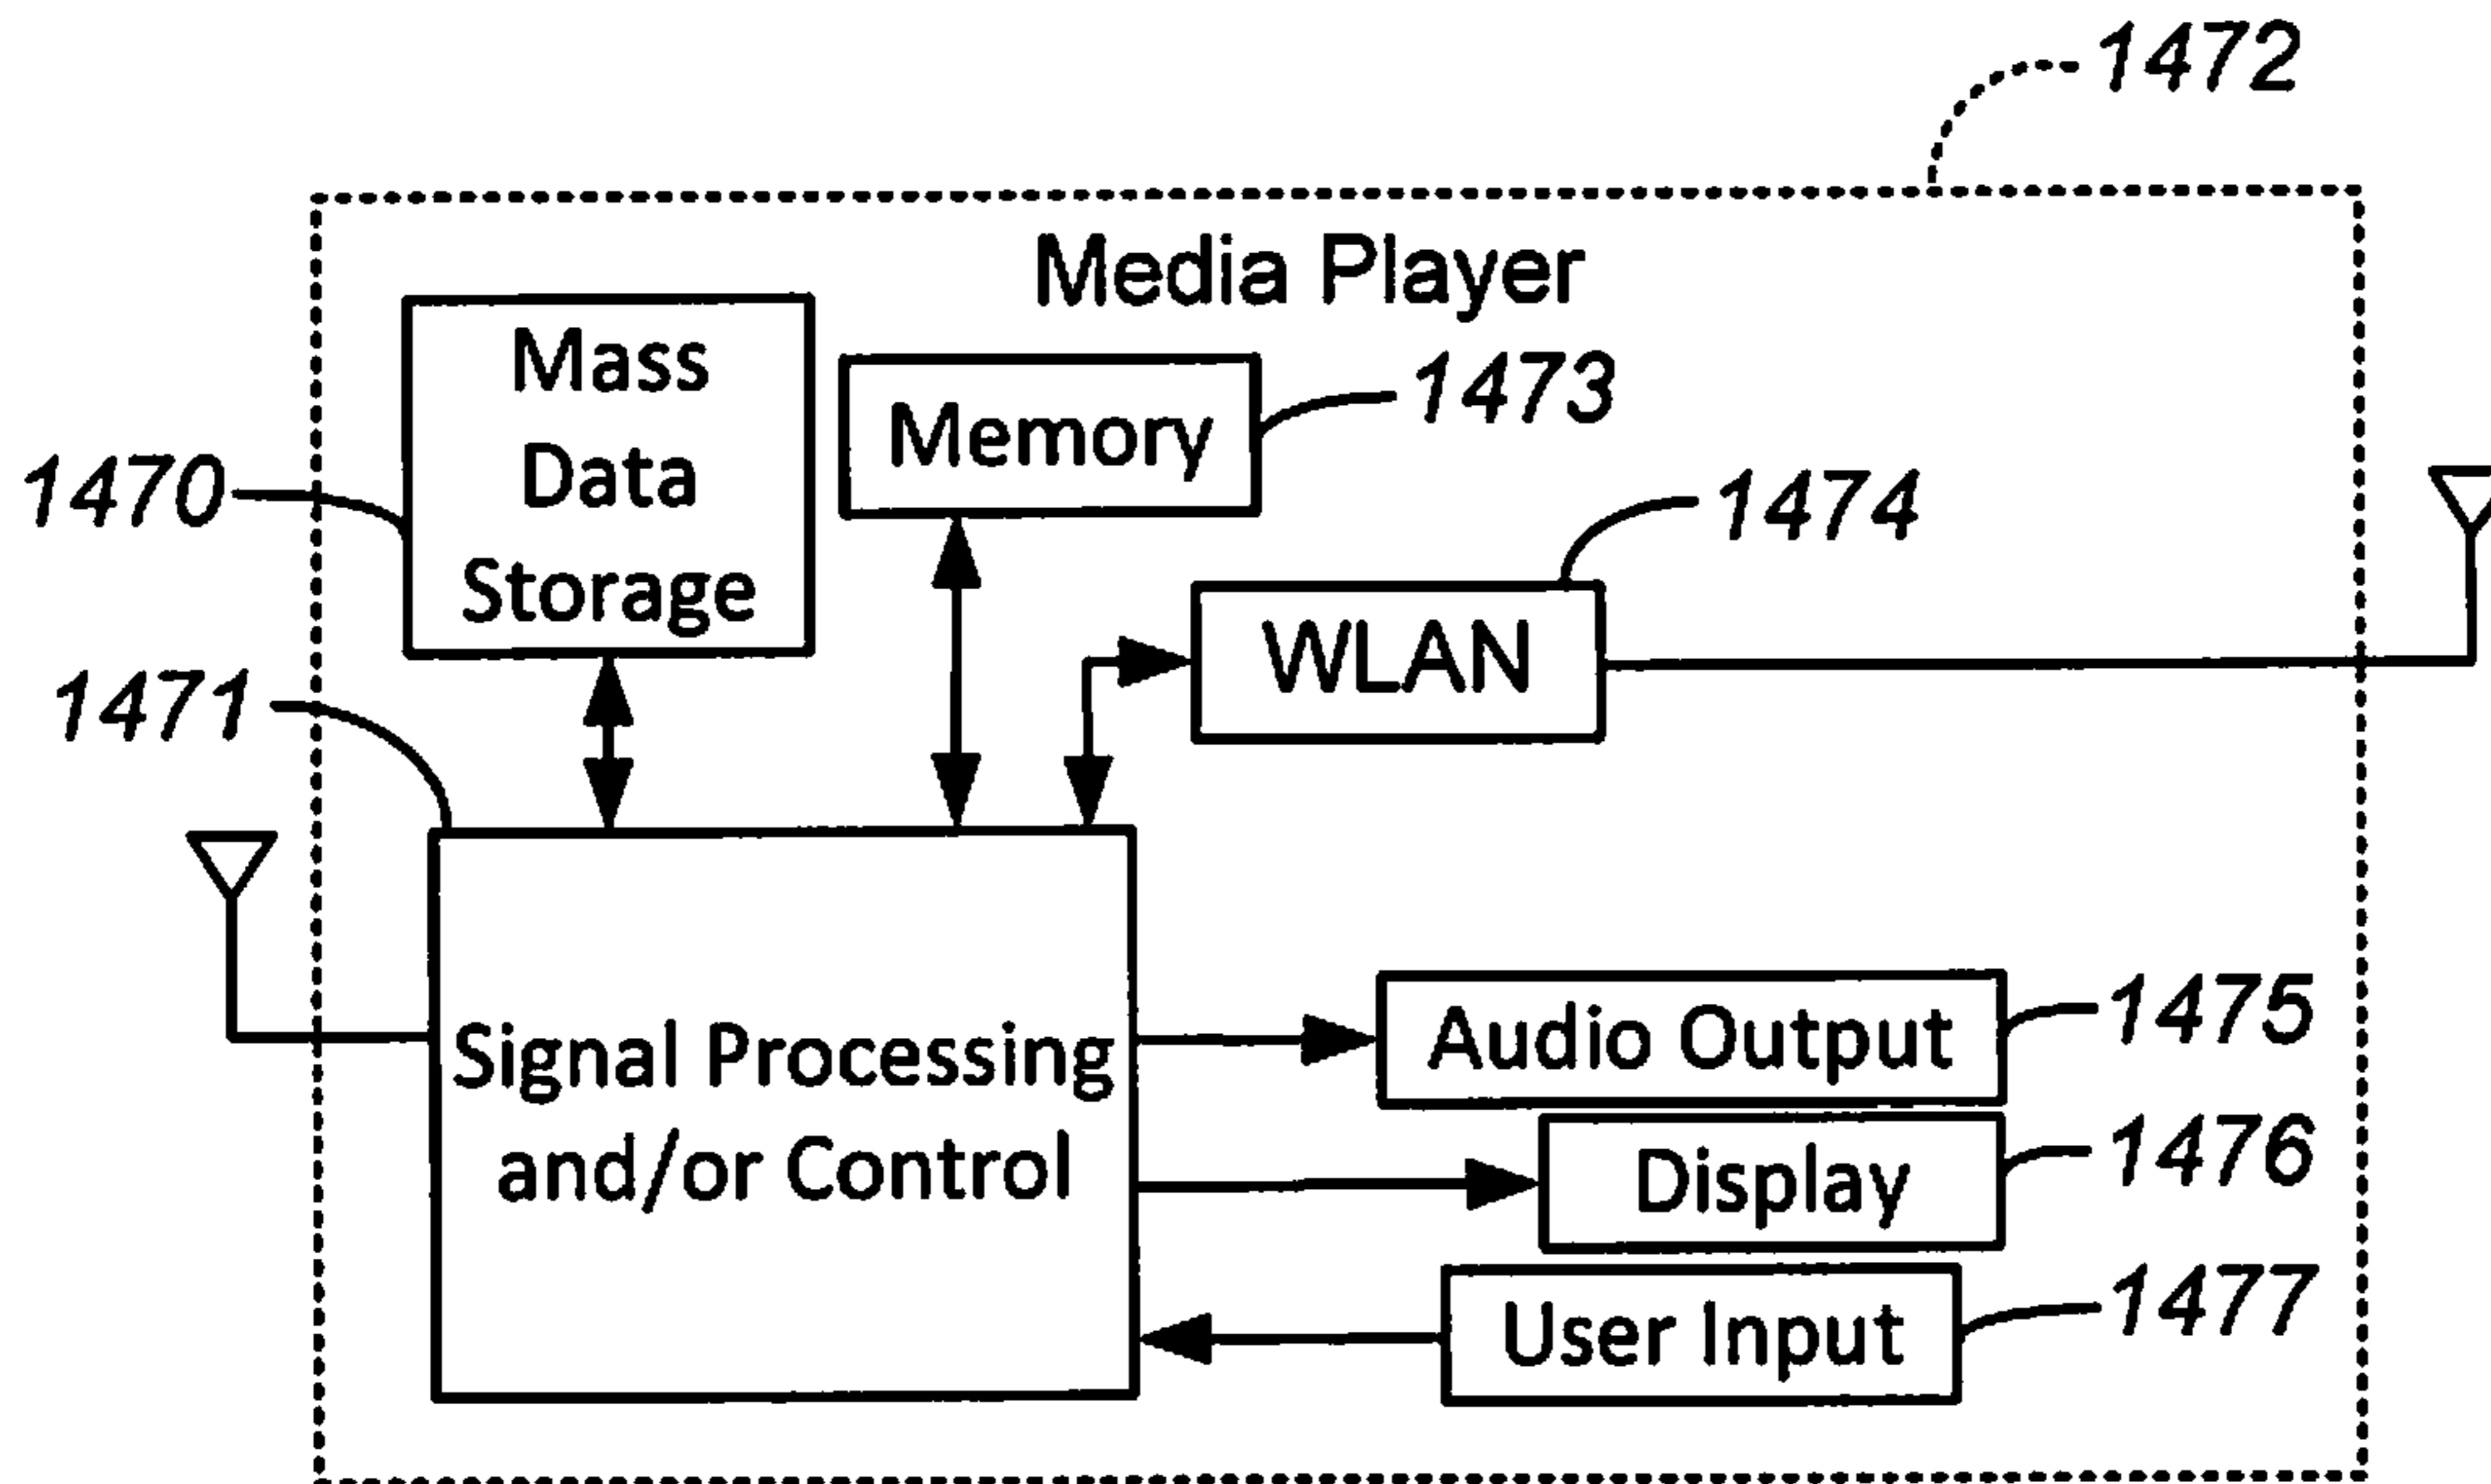 1472
Media Player
Mass
Data
Storage
Memory
1473
1470
1474
WLAN
1471
Signal Processing
and/or Control
Audio Output
1475
Display
1476
User Input
1477